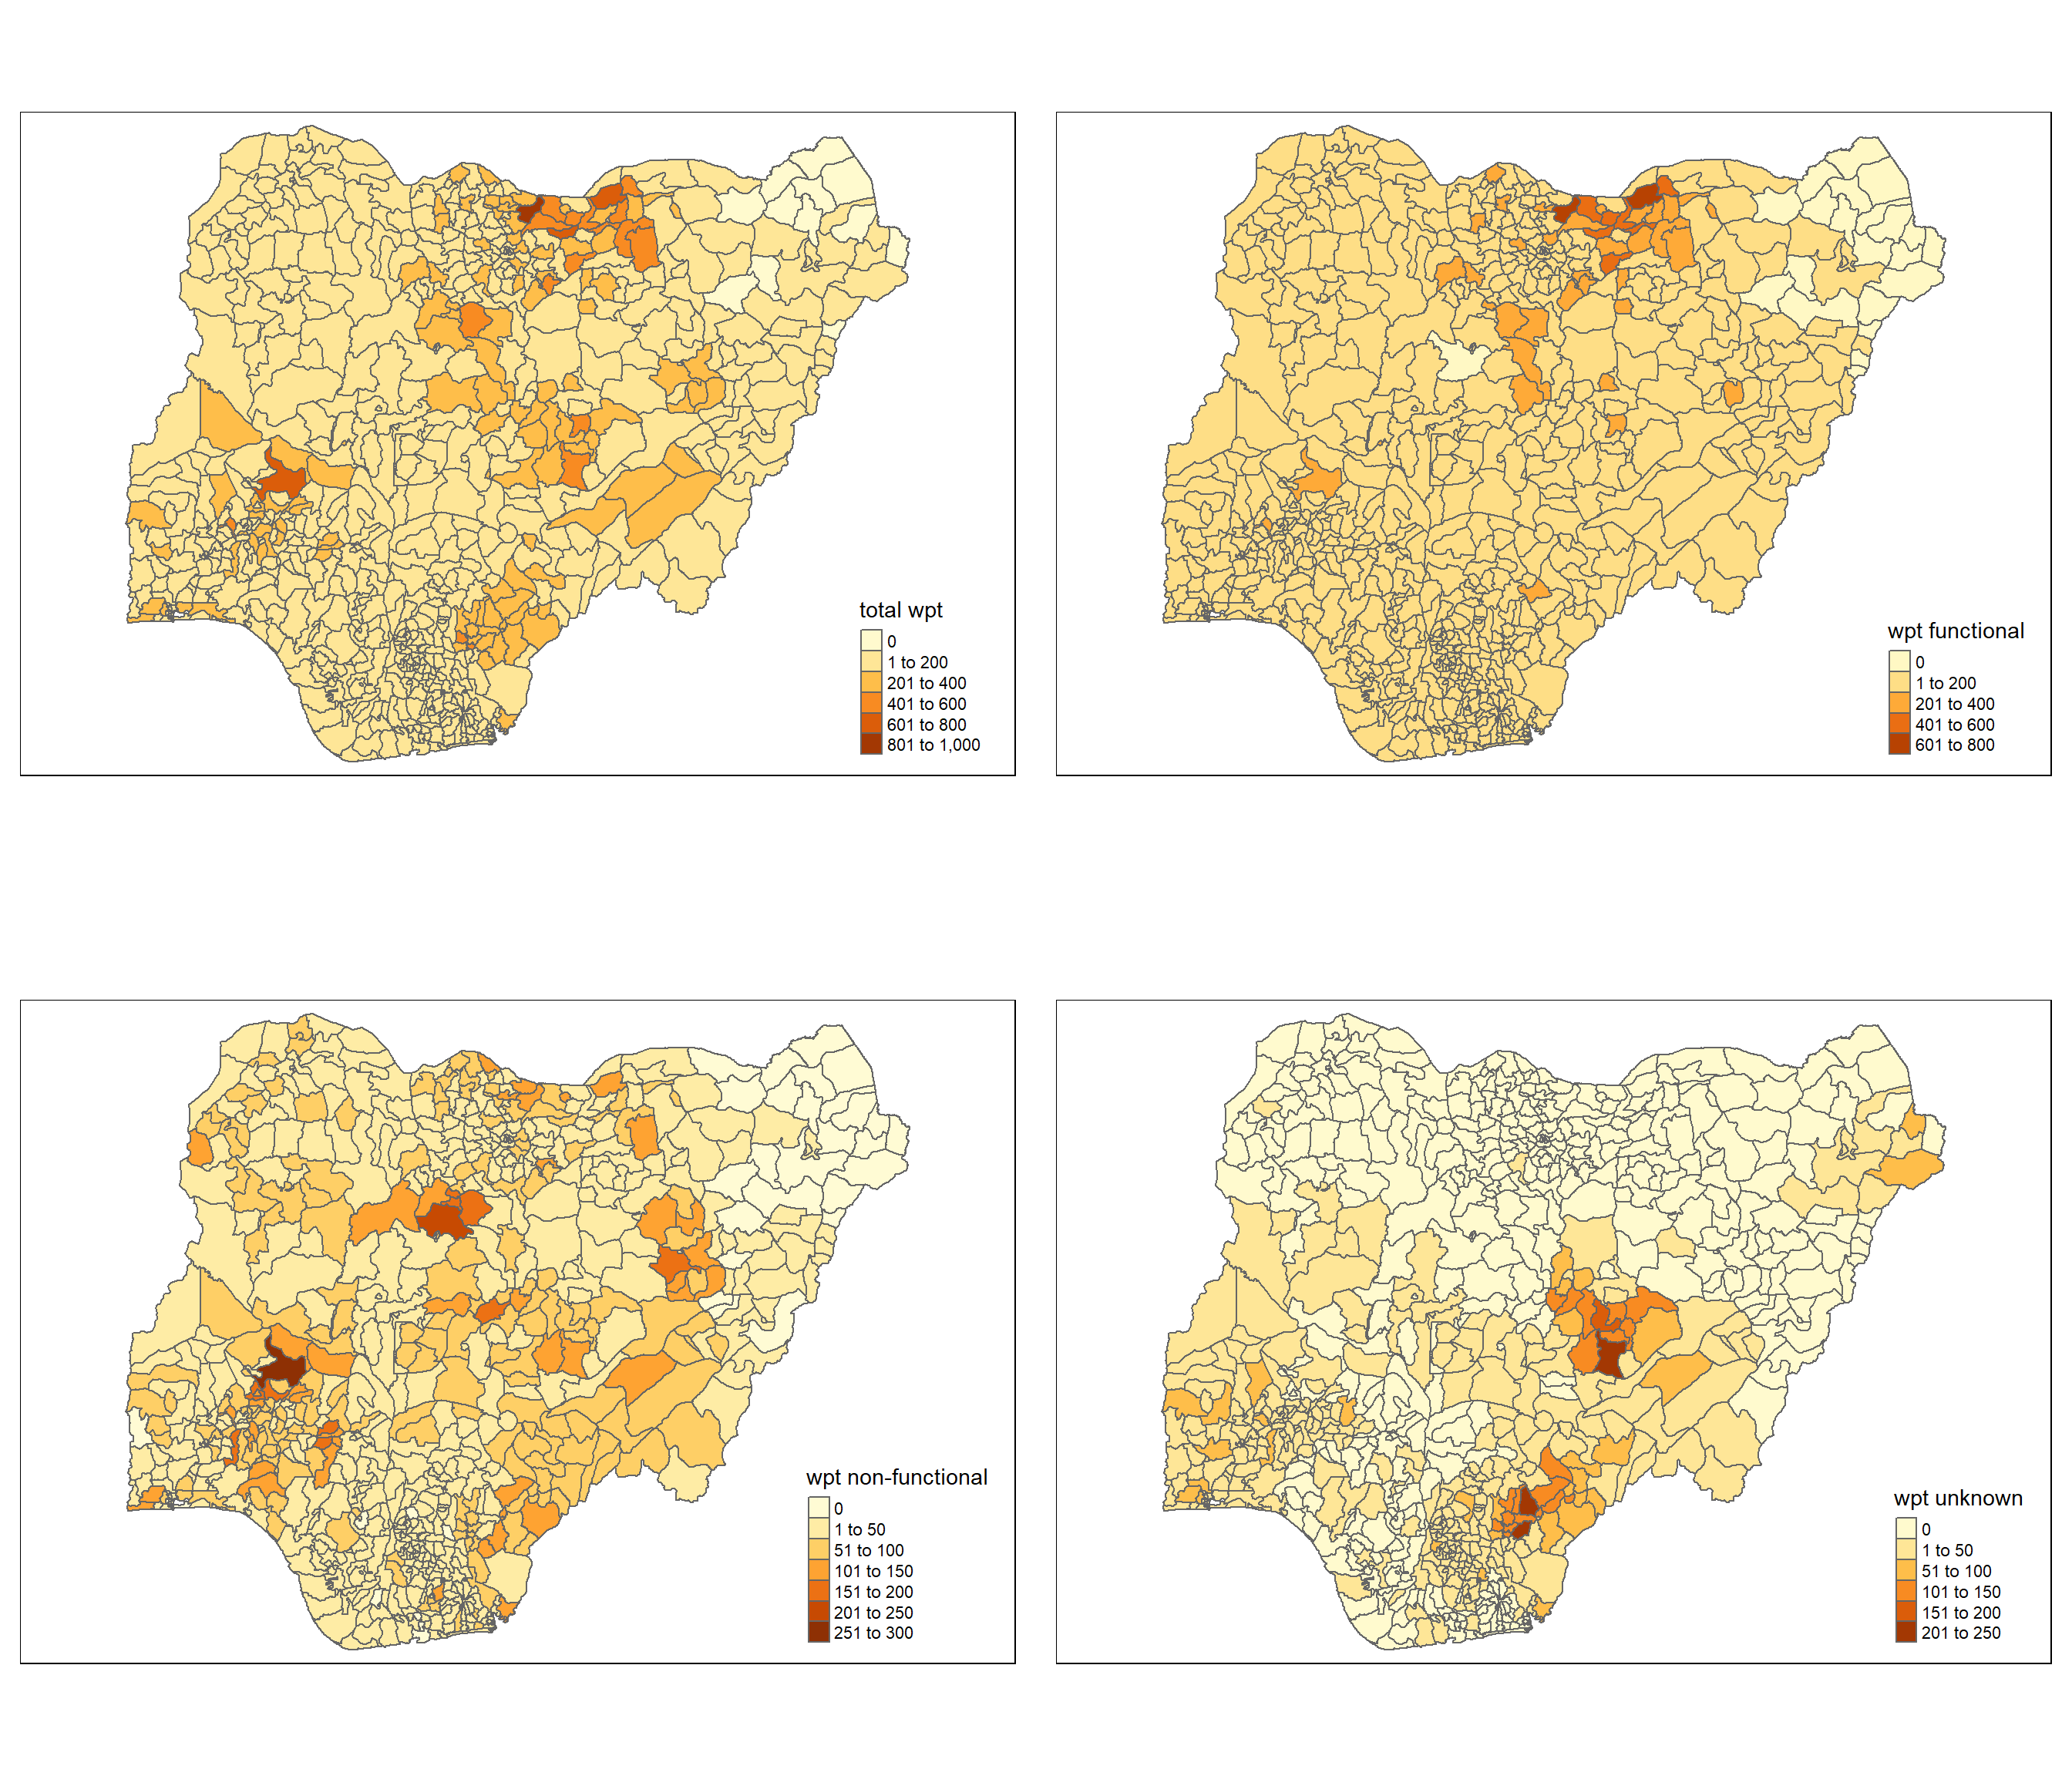 total wpt
0
1 to 200
201 to 400
401 to 600
601 to 800
801 to 1,000
wpt functional
0
1 to 200
201 to 400
401 to 600
601 to 800
wpt non-functional
0
1 to 50
51 to 100
101 to 150
151 to 200
201 to 250
251 to 300
wpt unknown
0
1 to 50
51 to 100
101 to 150
151 to 200
201 to 250